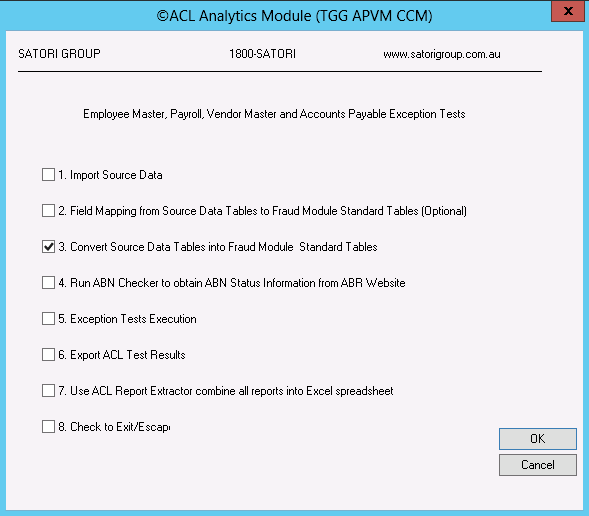 ©ACL Analytics Module (TGG APVM CCM)
X
SATORI GROUP 1800-SATORI www.satorigroup.com.au
Employee Master, Payroll, Vendor Master and Accounts Payable Exception Tests
1. Import Source Data
2. Field Mapping from Source Data Tables to Fraud Module Standard Tables (Optional)
3. Convert Source Data Tables into Fraud Module Standard Tables
4. Run ABN Checker to obtain ABN Status Information from ABR Website
5. Exception Tests Execution
6. Export ACL Test Results
7. Use ACL Report Extractor combine all reports into Excel spreadsheet
8. Check to Exit/Escape
OK
Cancel